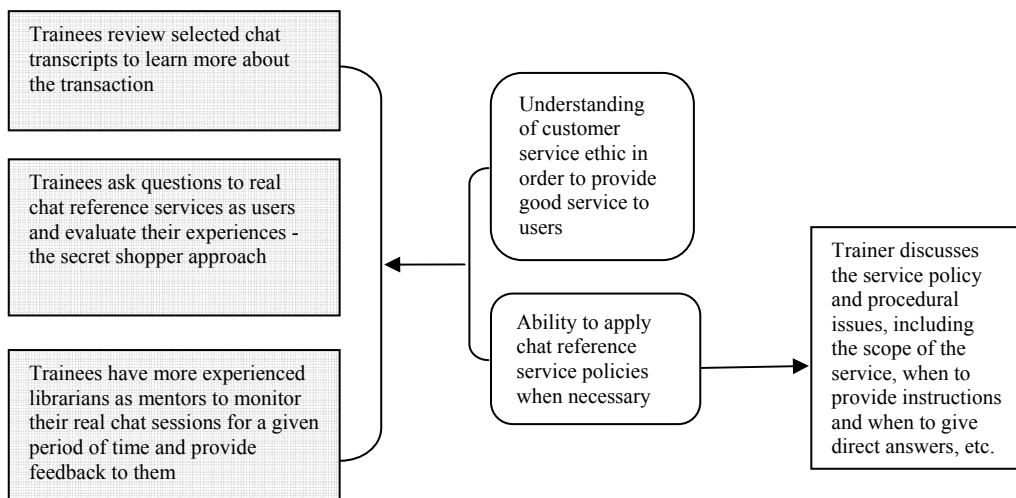 Trainees review selected chat
transcripts to learn more about
the transaction
Trainees ask questions to real
chat reference services as users
and evaluate their experiences -
the secret shopper approach
Trainees have more experienced
librarians as mentors to monitor
their real chat sessions for a given
period of time and provide
feedback to them
Understanding
of customer
service ethic in
order to provide
good service to
users
Ability to apply
chat reference
service policies
when necessary
Trainer discusses
the service policy
and procedural
issues, including
the scope of the
service, when to
provide instructions
and when to give
direct answers, etc.